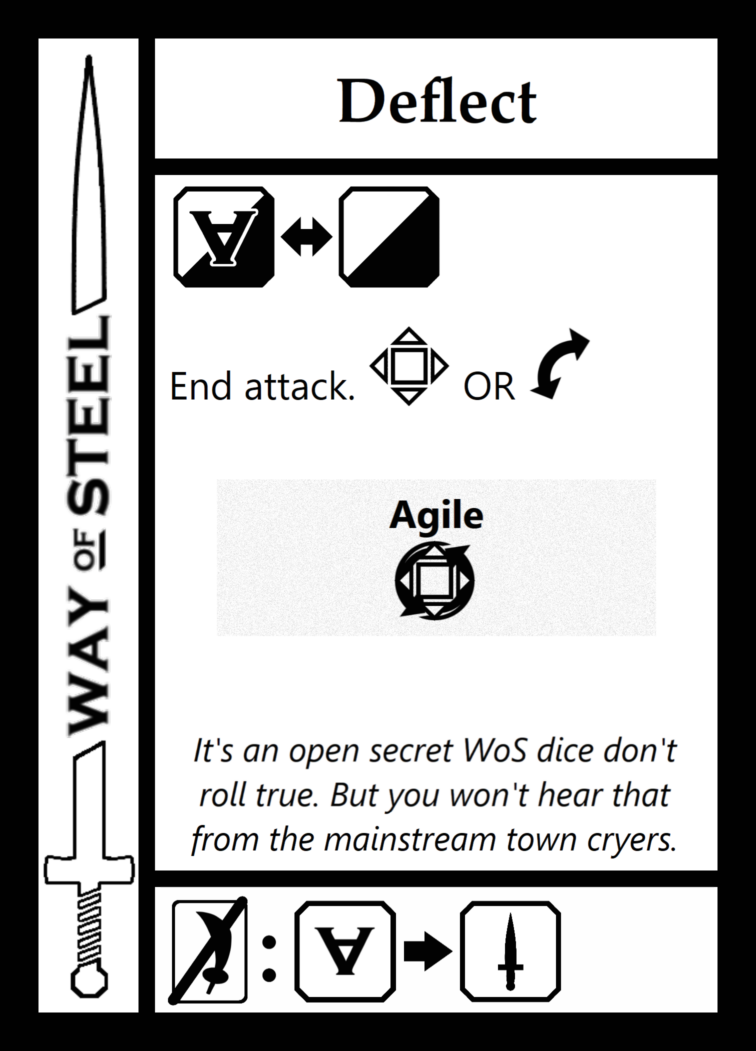 Deflect
WAY OF STEEL
End attack. OR
Agile
It's an open secret WoS dice don't
roll true. But you won't hear that
from the mainstream town cryers.